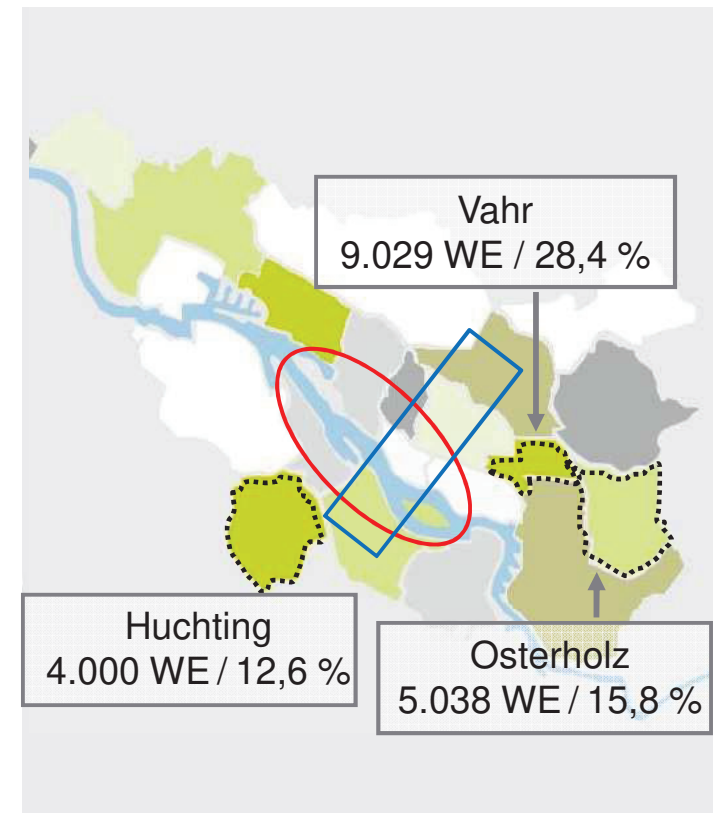 Vahr
9.029 WE / 28,4 %
Huchting
4.000 WE / 12,6 %
Osterholz
5.038 WE / 15,8 %